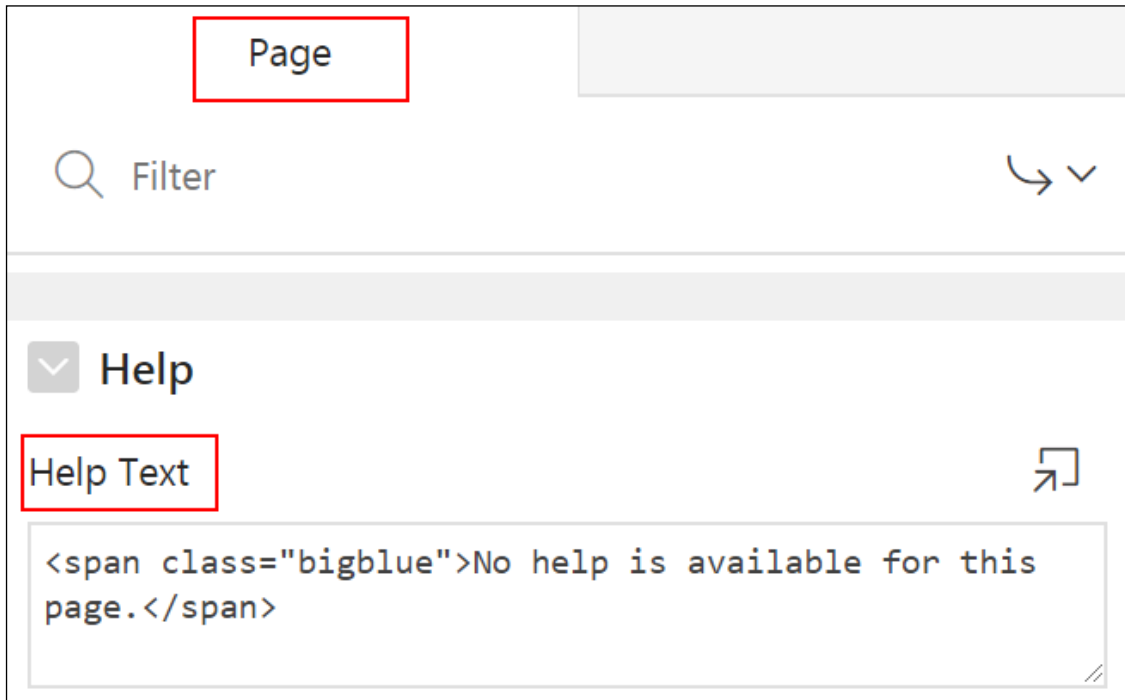 Page
Filter
Help
Help Text
<span class="bigblue">No help is available for this
page.</span>